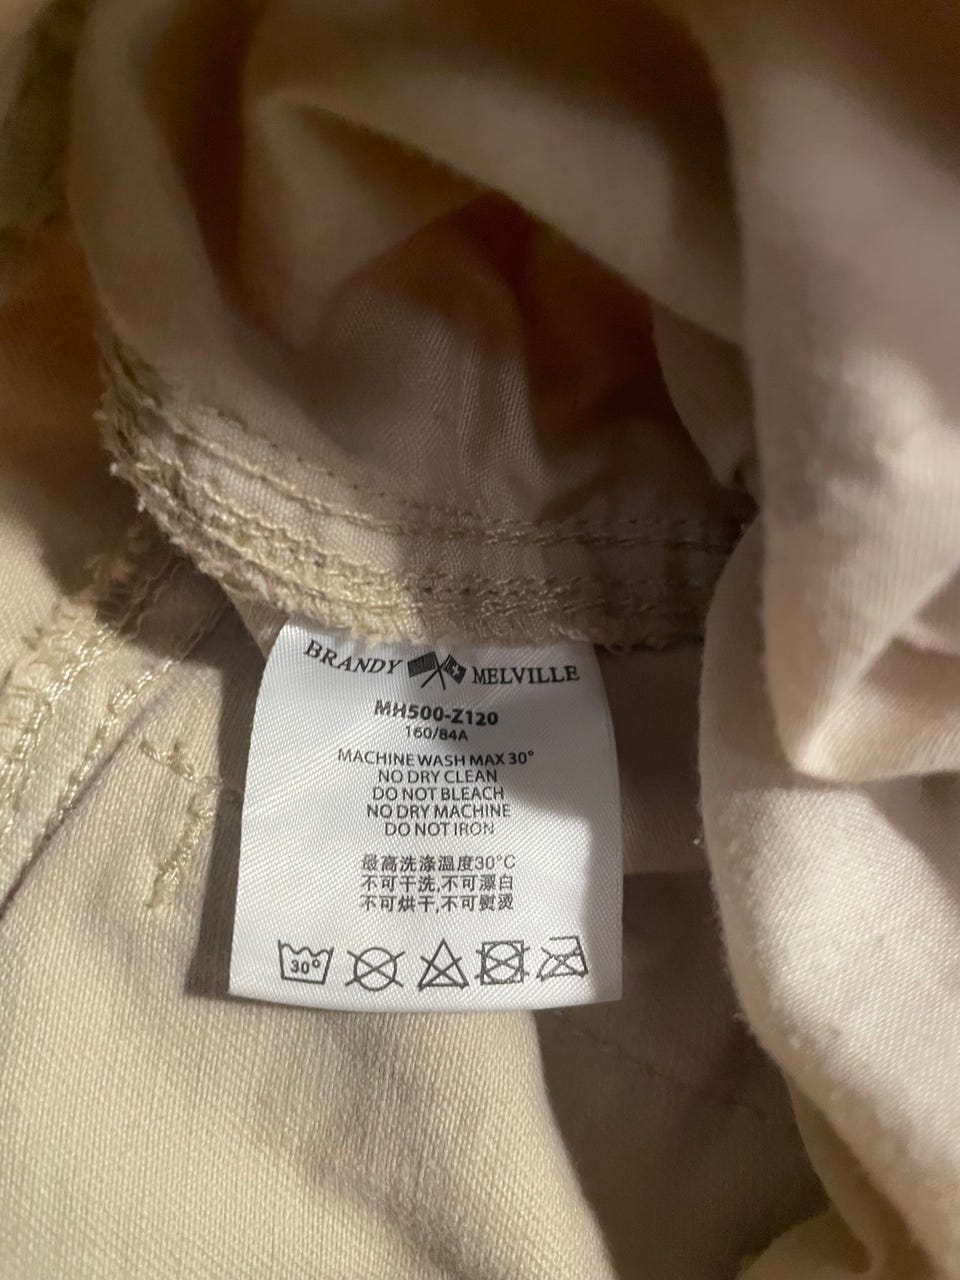 BRANDY MELVILLE
MH500-Z120
160/84A
MACHINE WASH MAX 30°
NO DRY CLEAN
DO NOT BLEACH
NO DRY MACHINE
DO NOT IRON
最高洗涤温度30°C
不可干洗,不可漂白
不可烘干,不可熨烫
30°